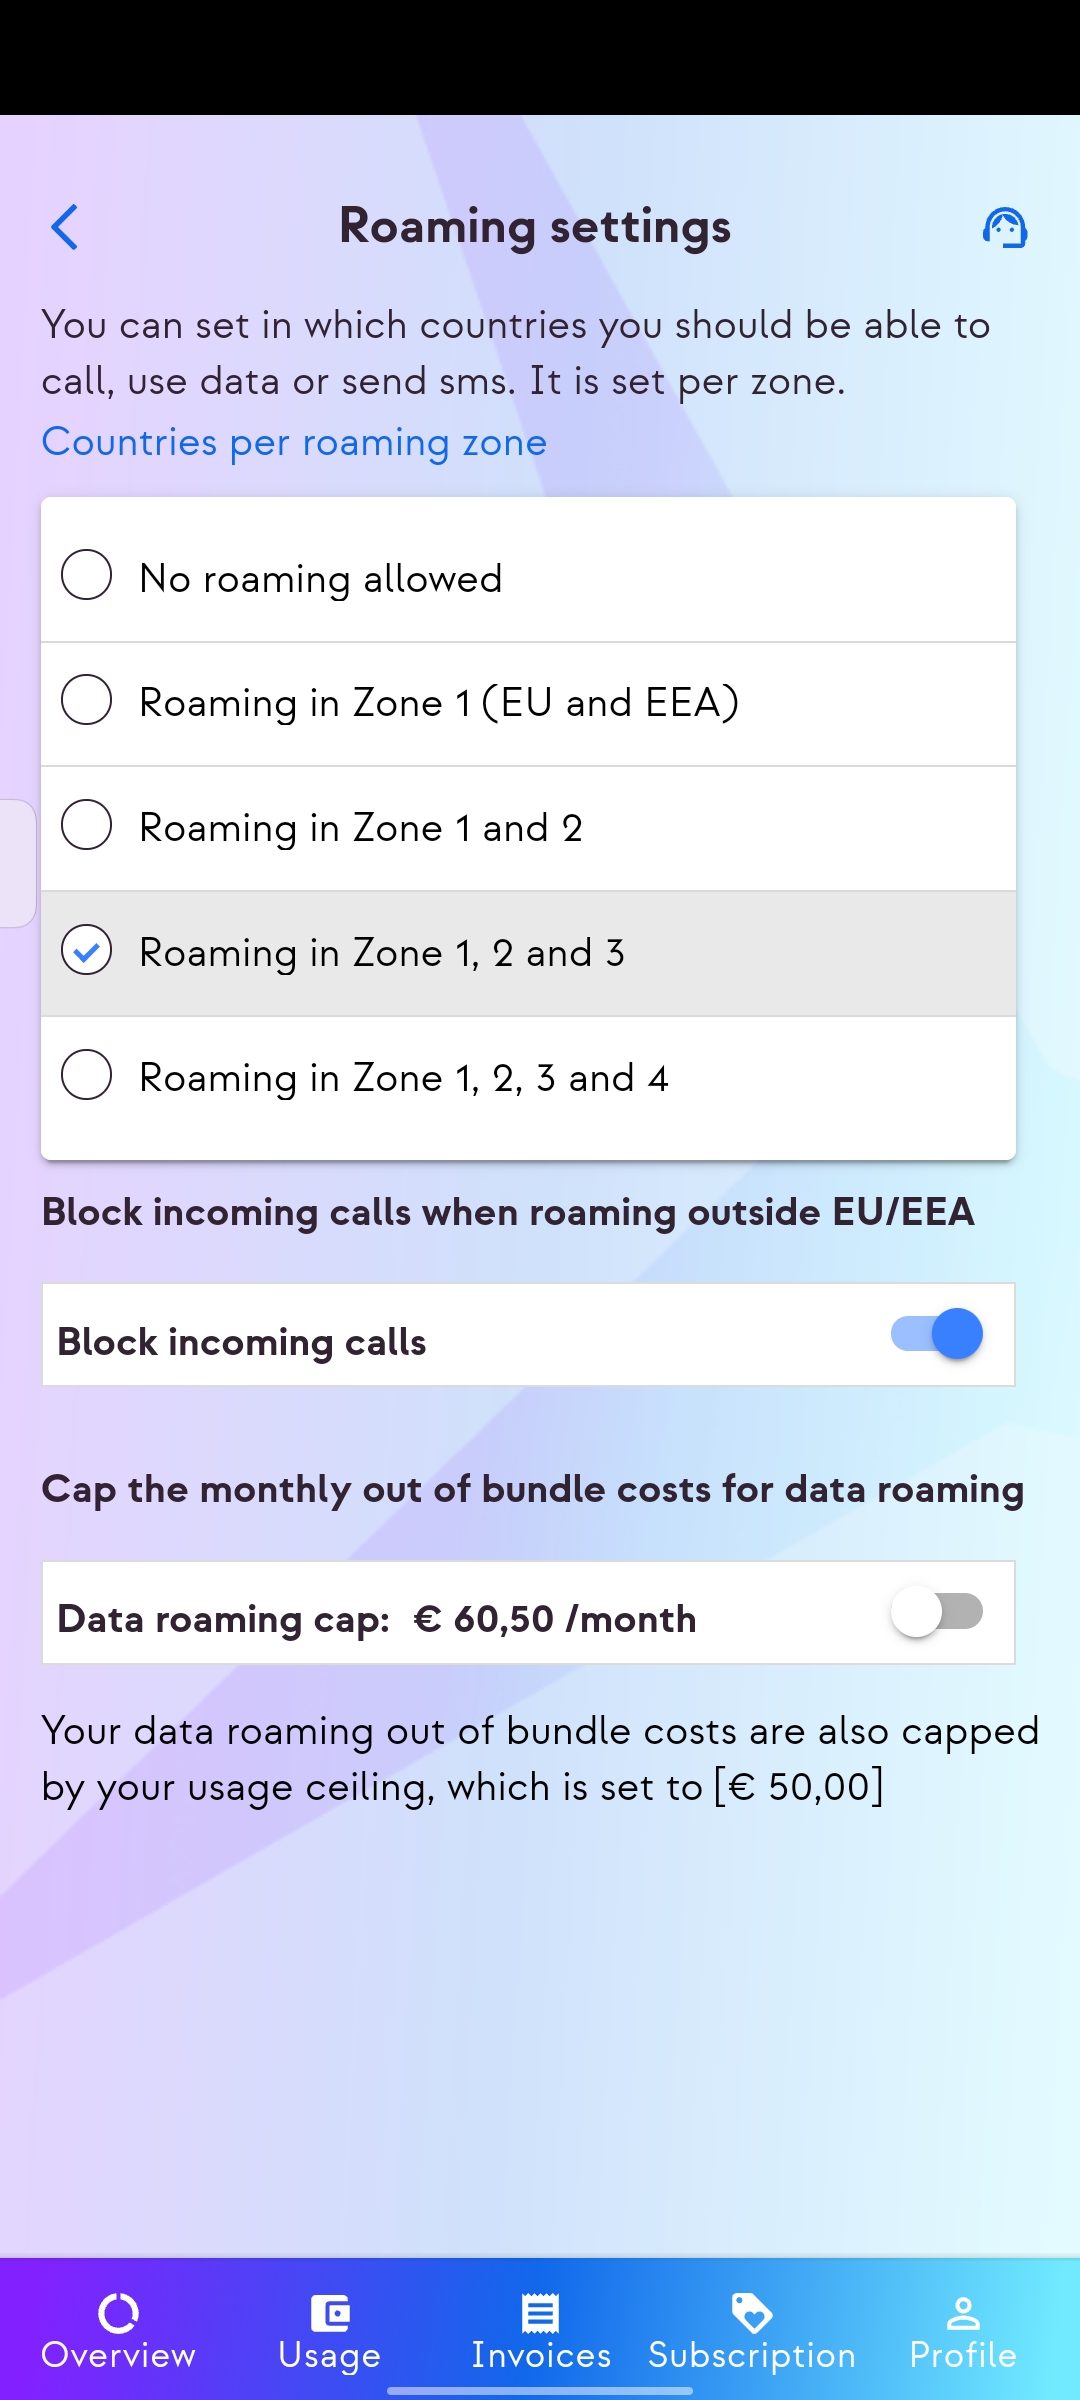 Roaming settings
You can set in which countries you should be able to
call, use data or send sms. It is set per zone.
Countries per roaming zone
No roaming allowed
Roaming in Zone 1 (EU and EEA)
Roaming in Zone 1 and 2
Roaming in Zone 1, 2 and 3
Roaming in Zone 1, 2, 3 and 4
Block incoming calls when roaming outside EU/EEA
Block incoming calls
Cap the monthly out of bundle costs for data roaming
Data roaming cap: € 60,50 /month
Your data roaming out of bundle costs are also capped
by your usage ceiling, which is set to [€ 50,00]
Overview Usage Invoices Subscription Profile